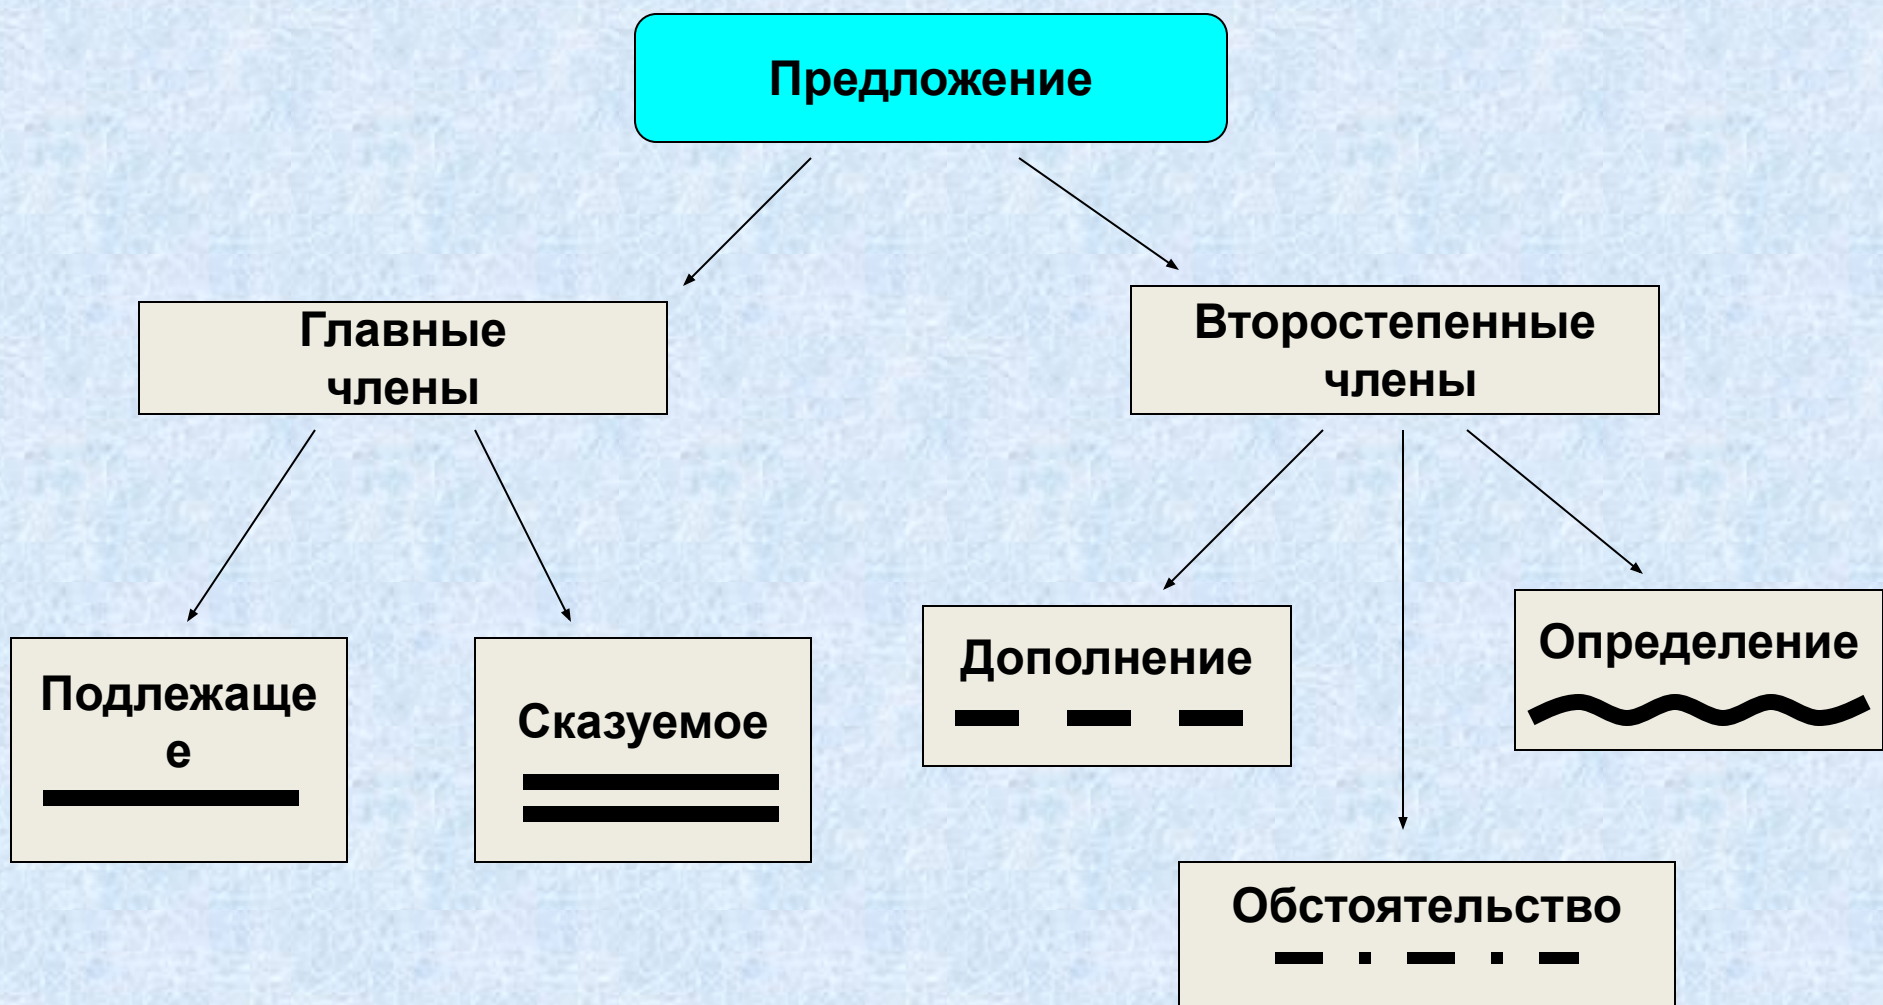 Предложение
Главные
члены
Второстепенные
члены
Подлежаще
е
Сказуемое
Дополнение
Определение
Обстоятельство